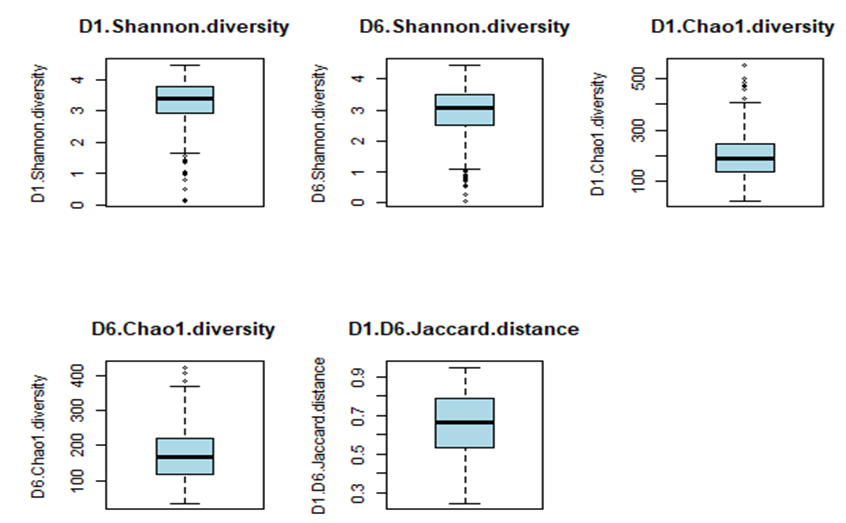 D1.Shannon.diversity
D1.Shannon.diversity
4
3
2
1
0
D6.Shannon.diversity
D6.Shannon.diversity
4
3
2
1
0
D1.Chao1.diversity
D1.Chao1.diversity
500
300
100
D6.Chao1.diversity
D6.Chao1.diversity
400
300
200
100
D1.D6.Jaccard.distance
D1.D6.Jaccard.distance
0.9
0.7
0.5
0.3